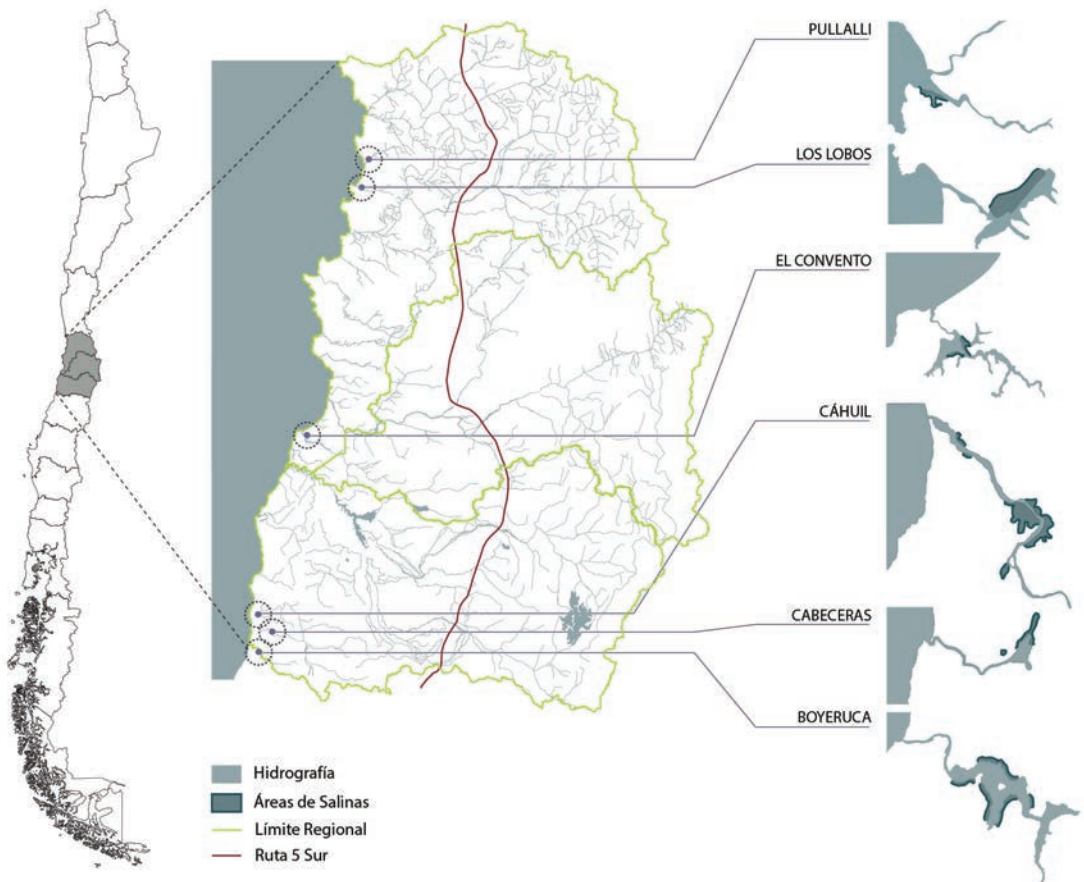 PULLALLI
LOS LOBOS
EL CONVENTO
CÁHUIL
CABECERAS
BOYERUCA
Hidrografía
Áreas de Salinas
Límite Regional
Ruta 5 Sur